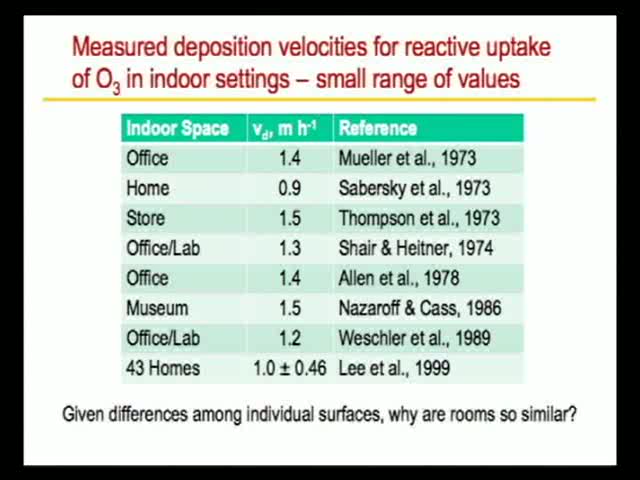 Measured deposition velocities for reactive uptake
of O₃ in indoor settings – small range of values
Indoor Space v_d, m h⁻¹ Reference
Office 1.4 Mueller et al., 1973
Home 0.9 Sabersky et al., 1973
Store 1.5 Thompson et al., 1973
Office/Lab 1.3 Shair & Heitner, 1974
Office 1.4 Allen et al., 1978
Museum 1.5 Nazaroff & Cass, 1986
Office/Lab 1.2 Weschler et al., 1989
43 Homes 1.0 ± 0.46 Lee et al., 1999
Given differences among individual surfaces, why are rooms so similar?